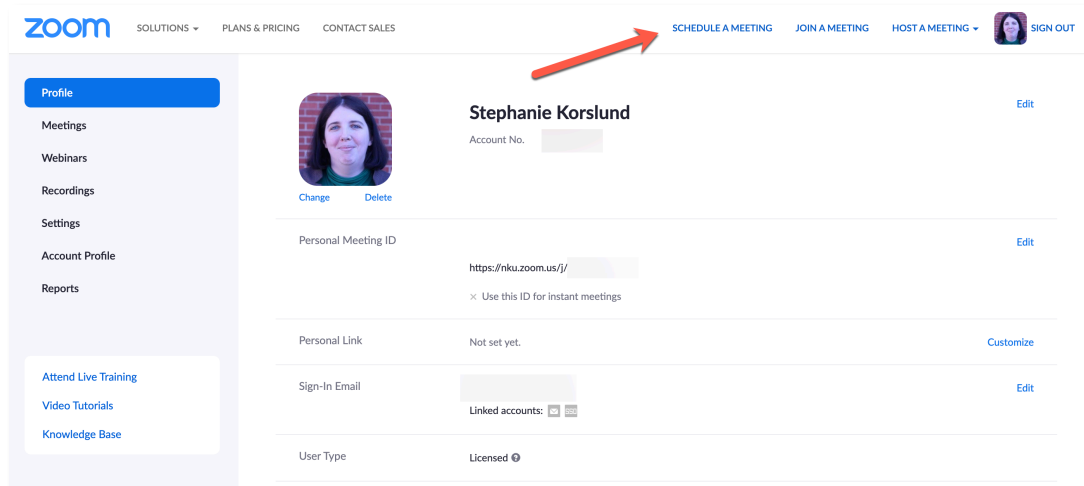 zoom SOLUTIONS PLANS & PRICING CONTACT SALES SCHEDULE A MEETING JOIN A MEETING HOST A MEETING SIGN OUT
Profile
Meetings
Webinars
Recordings
Settings
Account Profile
Reports
Attend Live Training
Video Tutorials
Knowledge Base
Stephanie Korslund Edit
Account No.
Change Delete
Personal Meeting ID Edit
https://nku.zoom.us/j/
× Use this ID for instant meetings
Personal Link Not set yet. Customize
Sign-In Email Edit
Linked accounts:
User Type Licensed